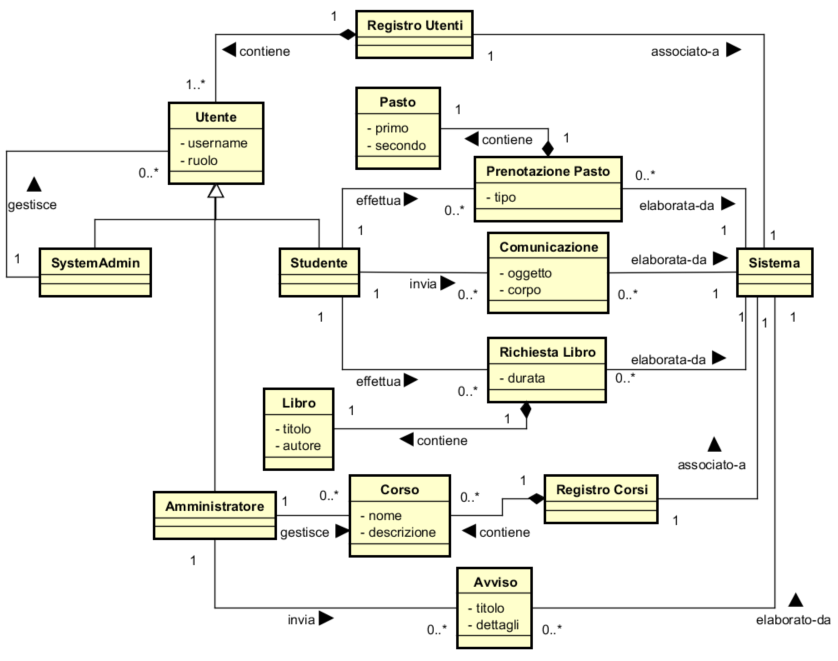 1
Registro Utenti
contiene
1
associato-a
1..*
Utente
- username
- ruolo
0..*
gestisce
1
Pasto
- primo
- secondo
1
contiene
1
Prenotazione Pasto
- tipo
0..*
effettua
0..*
elaborata-da
1
1
1
SystemAdmin
Studente
Comunicazione
- oggetto
- corpo
elaborata-da
Sistema
invia
1
0..*
0..*
1
1
1
1
1
Richiesta Libro
- durata
elaborata-da
effettua
0..*
0..*
Libro
- titolo
- autore
1
1
contiene
associato-a
Amministratore
1
0..*
Corso
- nome
- descrizione
0..*
1
Registro Corsi
gestisce
contiene
1
1
Avviso
- titolo
- dettagli
invia
0..*
0..*
elaborato-da